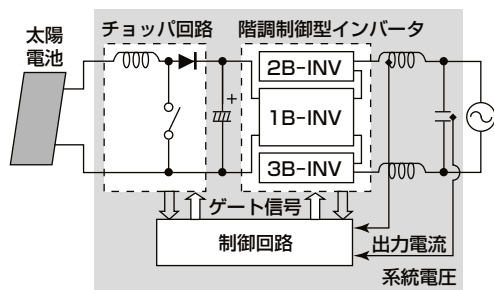 太陽
電池
チョッパ回路
階調制御型インバータ
2B-INV
+
1B-INV
3B-INV
ゲート信号
制御回路
出力電流
系統電圧